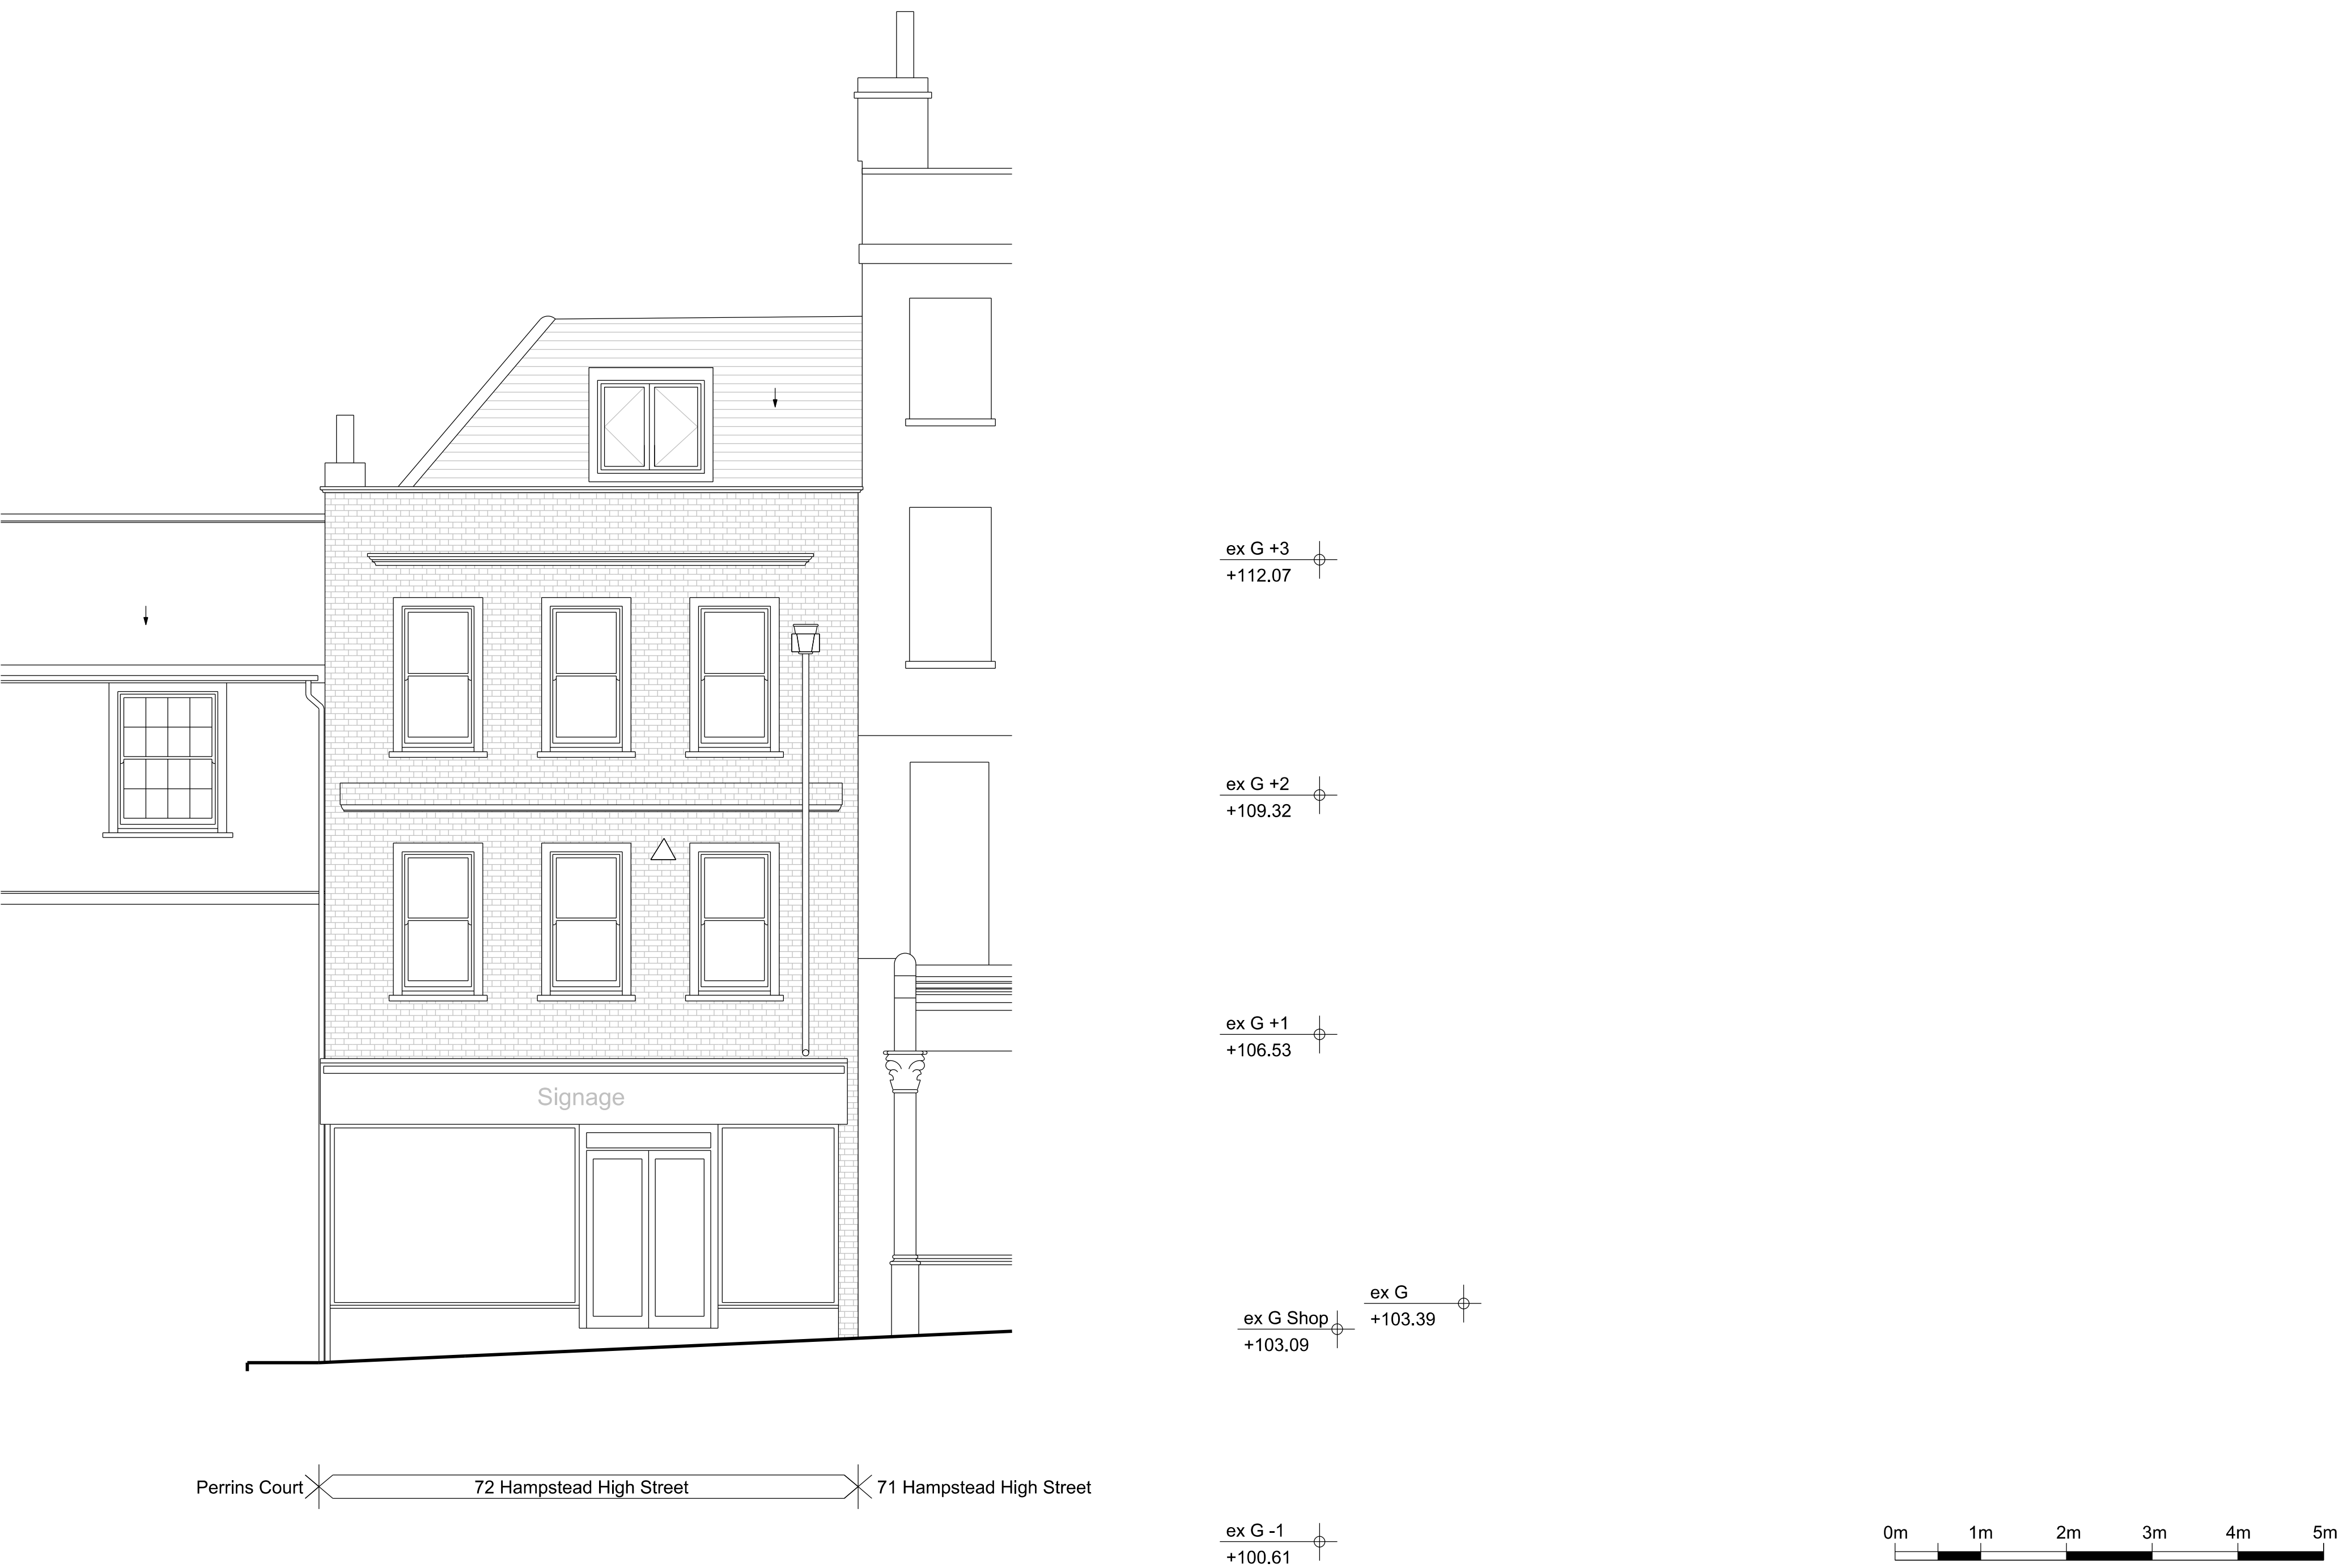 ex G +3
+112.07
ex G +2
+109.32
ex G +1
+106.53
Signage
ex G
+103.39
ex G Shop
+103.09
Perrins Court
72 Hampstead High Street
71 Hampstead High Street
ex G -1
+100.61
0m 1m 2m 3m 4m 5m